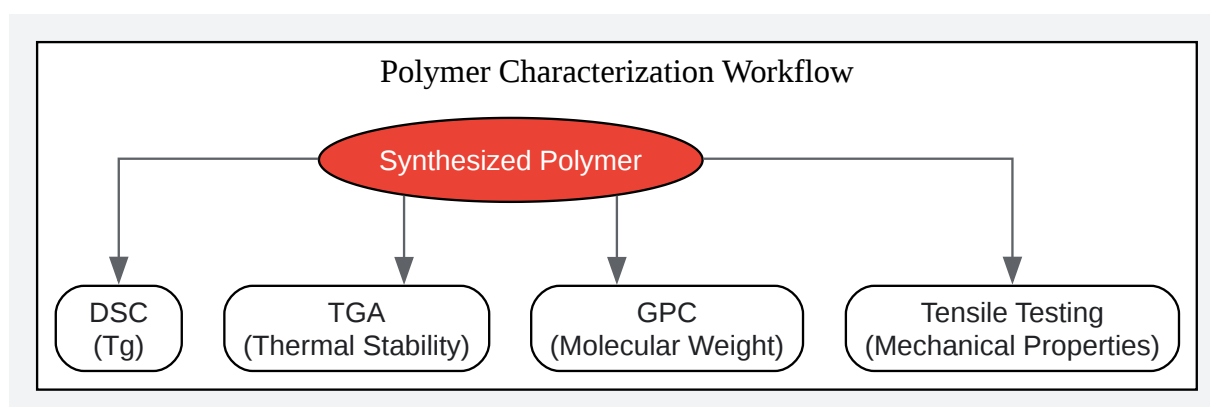 Polymer Characterization Workflow
Synthesized Polymer
DSC
(Tg)
TGA
(Thermal Stability)
GPC
(Molecular Weight)
Tensile Testing
(Mechanical Properties)